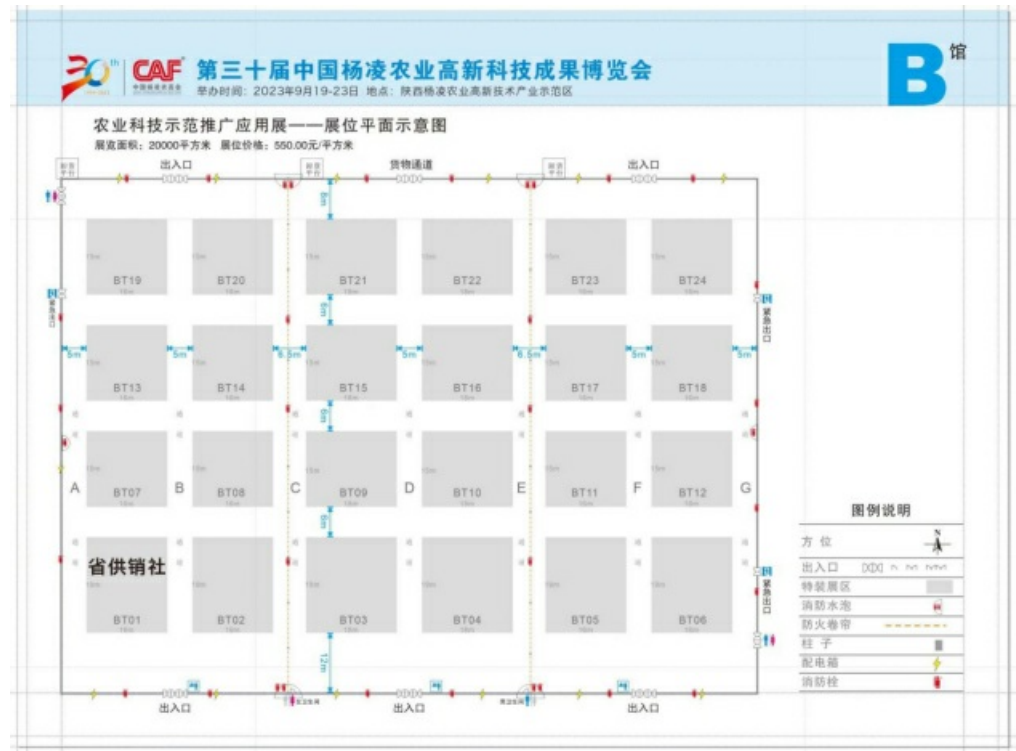 30th
CAF
第三十届中国杨凌农业高新科技成果博览会
举办时间：2023年9月19-23日 地点：陕西杨凌农业高新技术产业示范区
B馆
农业科技示范推广应用展——展位平面示意图
展览面积：20000平方米 展位价格：550.00元/平方米
出入口 货物通道 出入口
8m
BT19 BT20 BT21 BT22 BT23 BT24
紧急出口
紧急出口
6m
5m 5m 6.5m 5m 6.5m 5m 5m
BT13 BT14 BT15 BT16 BT17 BT18
6m
A B C D E F G
BT07 BT08 BT09 BT10 BT11 BT12
6m
省供销社
BT01 BT02 BT03 BT04 BT05 BT06
紧急出口
12m
出入口 出入口 出入口
图例说明
方 位 N
出入口
特装展区
消防水泡
防火卷帘
柱 子
配电箱
消防栓